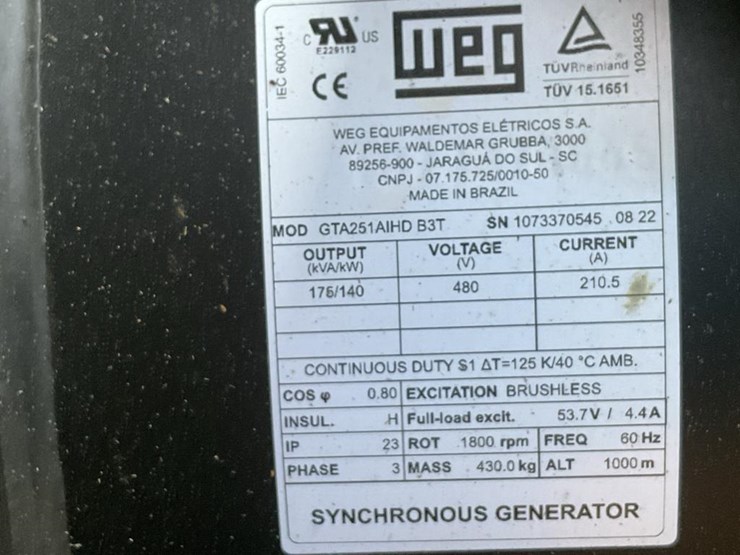 IEC 60034-1
c RU US
E229112
CE
WEG
TÜVRheinland
TÜV 15.1651
10348355
WEG EQUIPAMENTOS ELÉTRICOS S.A.
AV. PREF. WALDEMAR GRUBBA, 3000
89256-900 - JARAGUÁ DO SUL - SC
CNPJ - 07.175.725/0010-50
MADE IN BRAZIL
MOD GTA251AIHD B3T SN 1073370545 08 22
OUTPUT (kVA/kW) VOLTAGE (V) CURRENT (A)
175/140 480 210.5
CONTINUOUS DUTY S1 ΔT=125 K/40 °C AMB.
COS φ 0.80 EXCITATION BRUSHLESS
INSUL. H Full-load excit. 53.7V / 4.4A
IP 23 ROT 1800 rpm FREQ 60 Hz
PHASE 3 MASS 430.0 kg ALT 1000 m
SYNCHRONOUS GENERATOR